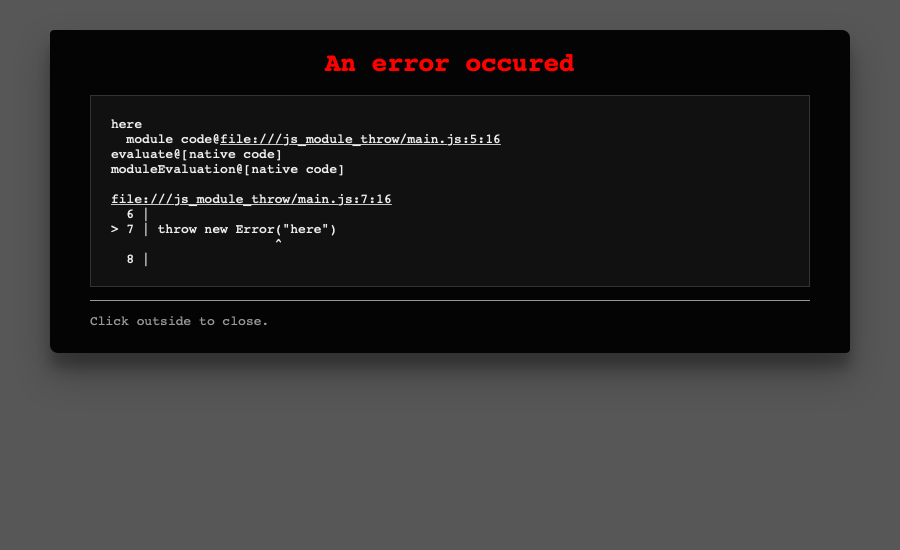 An error occured
here
  module code@file:///js_module_throw/main.js:5:16
evaluate@[native code]
moduleEvaluation@[native code]

file:///js_module_throw/main.js:7:16
  6 │
> 7 │ throw new Error("here")
                     ^
  8 │
Click outside to close.